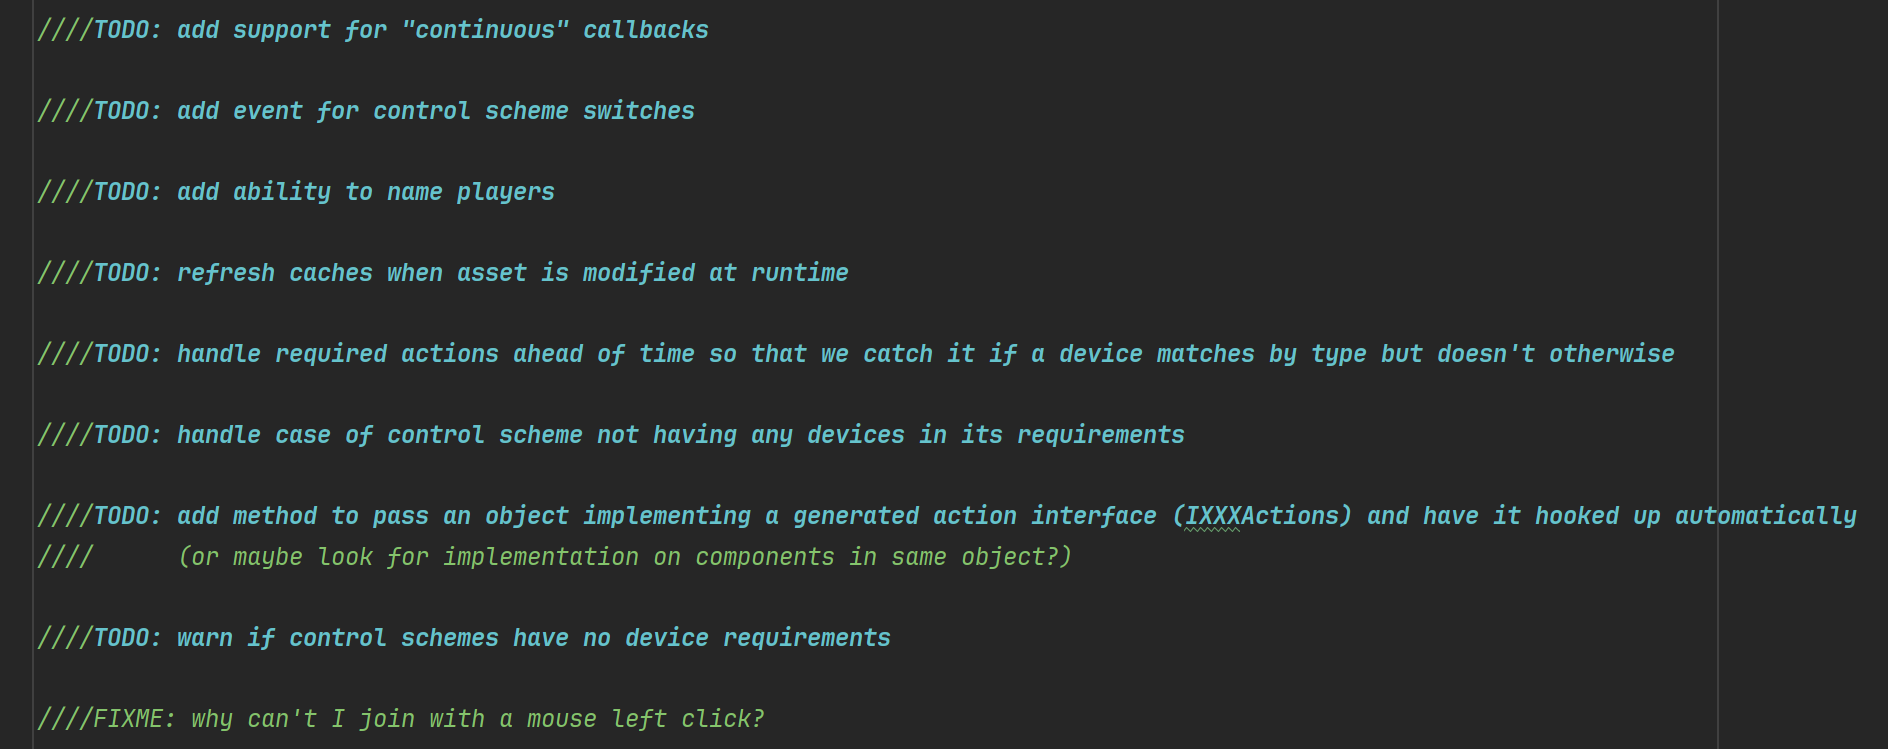 ////TODO: add support for "continuous" callbacks
////TODO: add event for control scheme switches
////TODO: add ability to name players
////TODO: refresh caches when asset is modified at runtime
////TODO: handle required actions ahead of time so that we catch it if a device matches by type but doesn't otherwise
////TODO: handle case of control scheme not having any devices in its requirements
////TODO: add method to pass an object implementing a generated action interface (IXXXActions) and have it hooked up automatically
////      (or maybe look for implementation on components in same object?)
////TODO: warn if control schemes have no device requirements
////FIXME: why can't I join with a mouse left click?